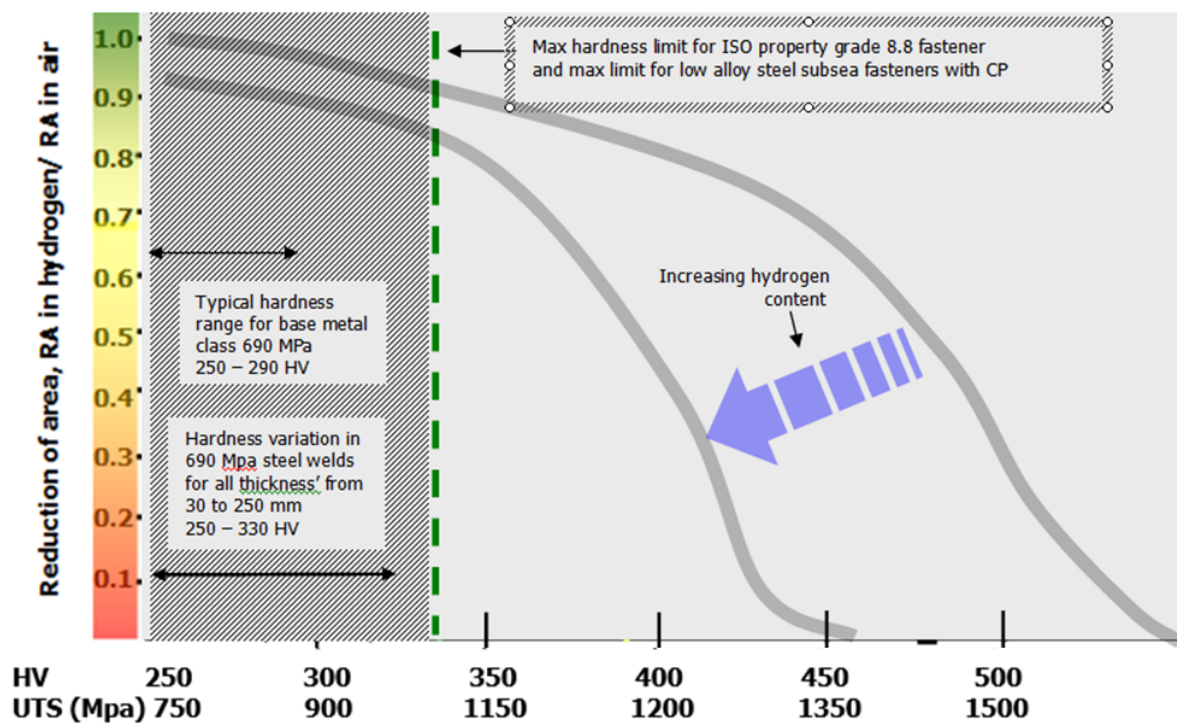 Reduction of area, RA in hydrogen/ RA in air
1.0
0.9
0.8
0.7
0.6
0.5
0.4
0.3
0.2
0.1
Max hardness limit for ISO property grade 8.8 fastener
and max limit for low alloy steel subsea fasteners with CP
Typical hardness
range for base metal
class 690 MPa
250 – 290 HV
Increasing hydrogen
content
Hardness variation in
690 Mpa steel welds
for all thickness’ from
30 to 250 mm
250 – 330 HV
HV 250 300 350 400 450 500
UTS (Mpa) 750 900 1150 1200 1350 1500